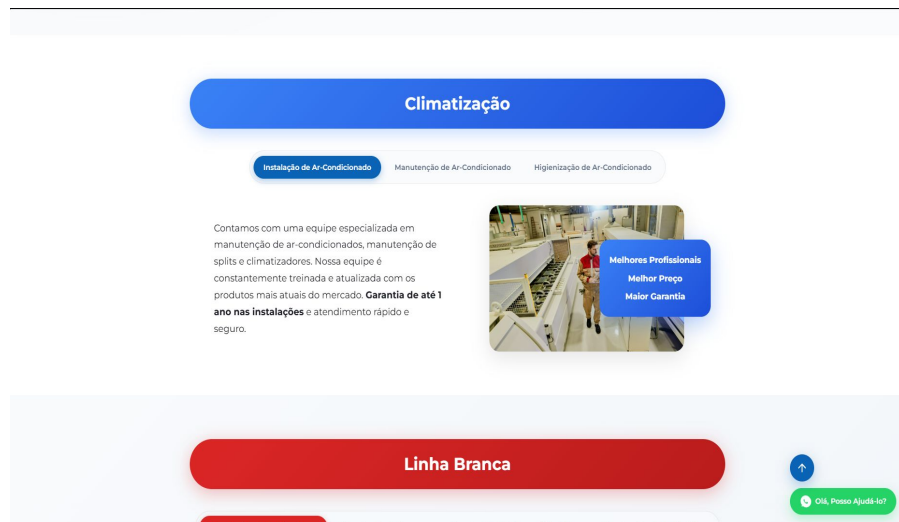 Climatização
Instalação de Ar-Condicionado
Manutenção de Ar-Condicionado
Higienização de Ar-Condicionado
Contamos com uma equipe especializada em
manutenção de ar-condicionados, manutenção de
splits e climatizadores. Nossa equipe é
constantemente treinada e atualizada com os
produtos mais atuais do mercado. Garantia de até 1
ano nas instalações e atendimento rápido e
seguro.
Melhores Profissionais
Melhor Preço
Maior Garantia
Linha Branca
Olá, Posso Ajudá-lo?